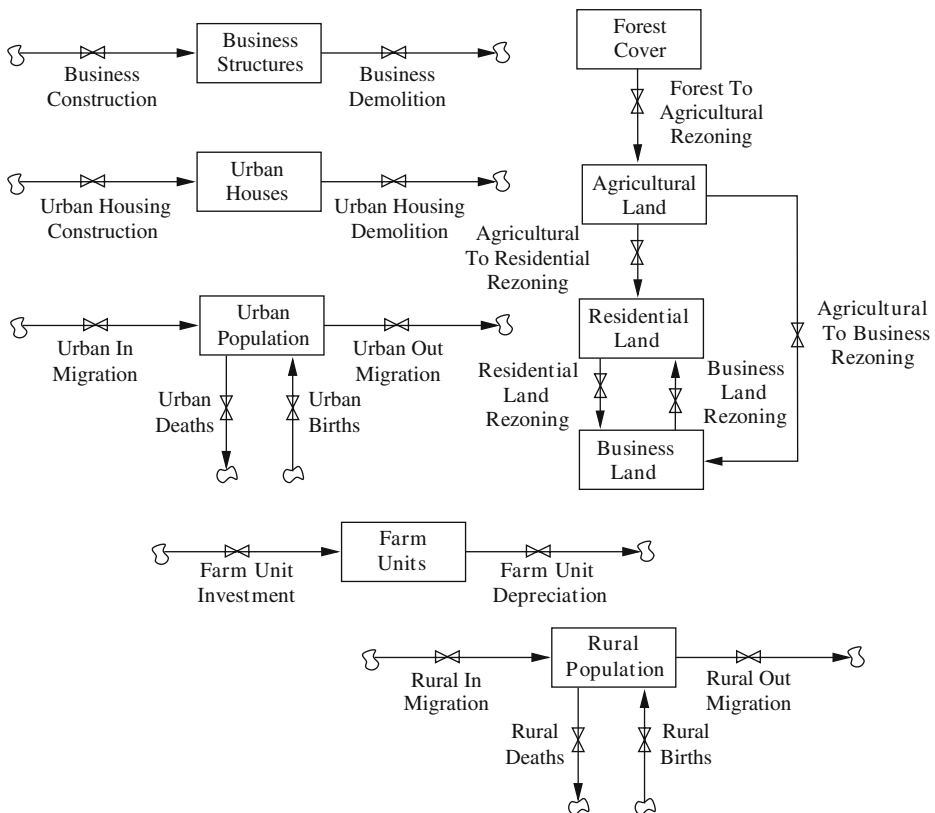 Business
Structures
Business
Construction
Business
Demolition
Urban
Houses
Urban Housing
Construction
Urban Housing
Demolition
Urban
Population
Urban In
Migration
Urban Out
Migration
Urban
Deaths
Urban
Births
Forest
Cover
Forest To
Agricultural
Rezoning
Agricultural
Land
Agricultural
To Residential
Rezoning
Residential
Land
Agricultural
To Business
Rezoning
Residential
Land
Rezoning
Business
Land
Rezoning
Business
Land
Farm
Units
Farm Unit
Investment
Farm Unit
Depreciation
Rural
Population
Rural In
Migration
Rural Out
Migration
Rural
Deaths
Rural
Births